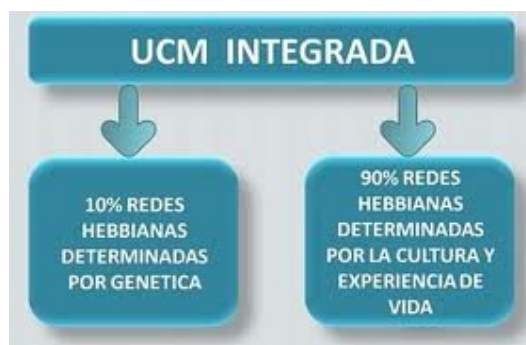 UCM INTEGRADA
10% REDES
HEBBIANAS
DETERMINADAS
POR GENETICA
90% REDES
HEBBIANAS
DETERMINADAS
POR LA CULTURA Y
EXPERIENCIA DE
VIDA